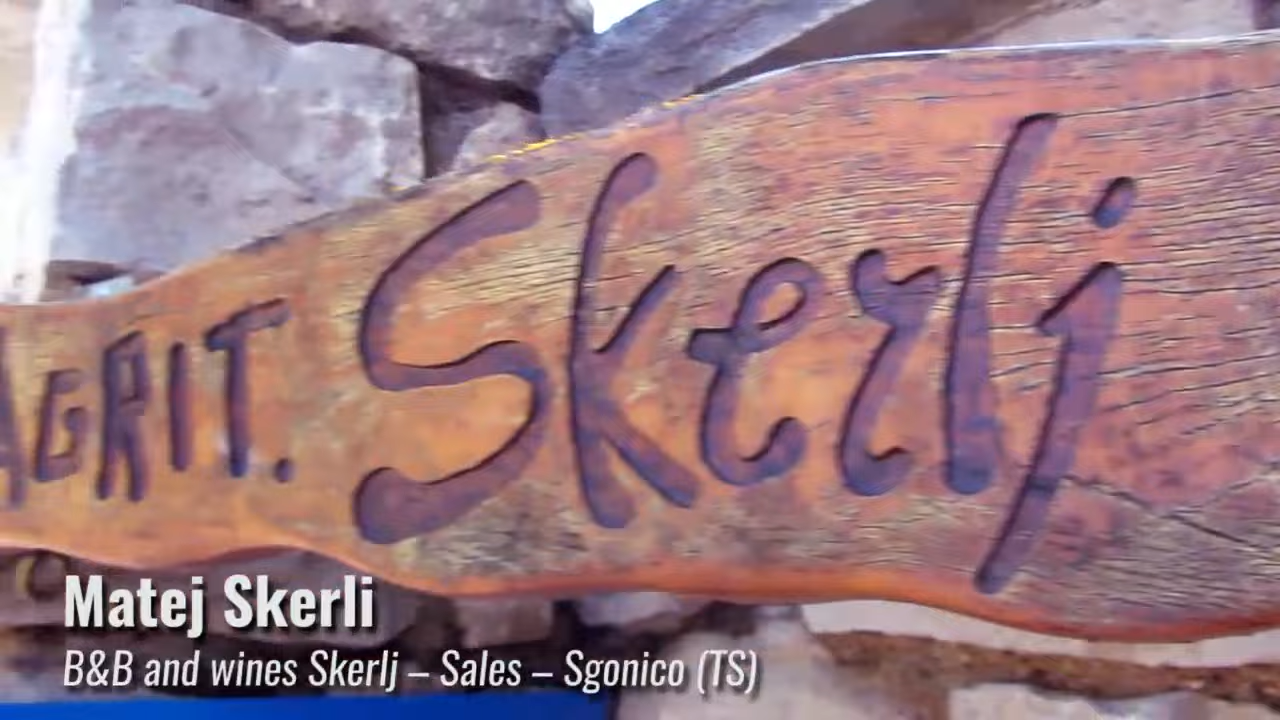 AGRIT. Skerlj
Matej Skerli
B&B and wines Skerlj – Sales – Sgonico (TS)